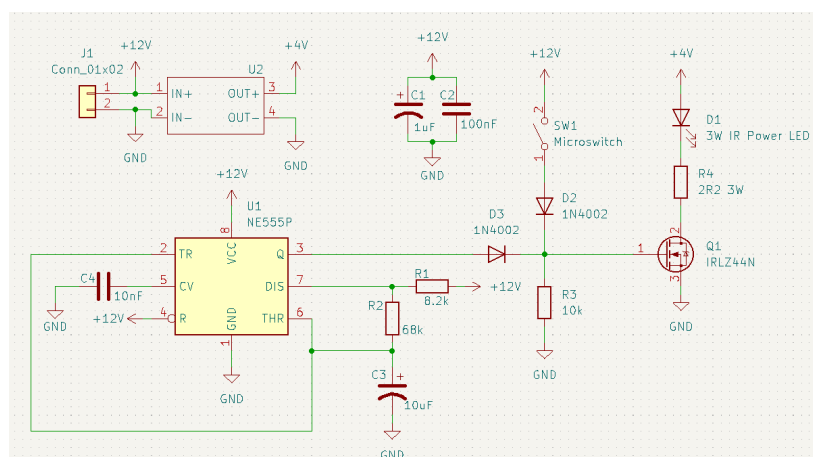 J1
Conn_01x02
1
2
+12V
GND
1 IN+
2 IN-
U2
OUT+ 3
OUT- 4
+4V
GND
+12V
C1
1uF
C2
100nF
GND
+12V
2
SW1
Microswitch
1
D2
1N4002
D3
1N4002
R3
10k
GND
+4V
D1
3W IR Power LED
R4
2R2 3W
2
1
Q1
IRLZ44N
3
GND
+12V
U1
NE555P
8
VCC
2 TR
5 CV
4 R
Q 3
DIS 7
THR 6
GND
1
GND
C4
10nF
GND
+12V
R1
8.2k
+12V
R2
68k
C3
10uF
GND